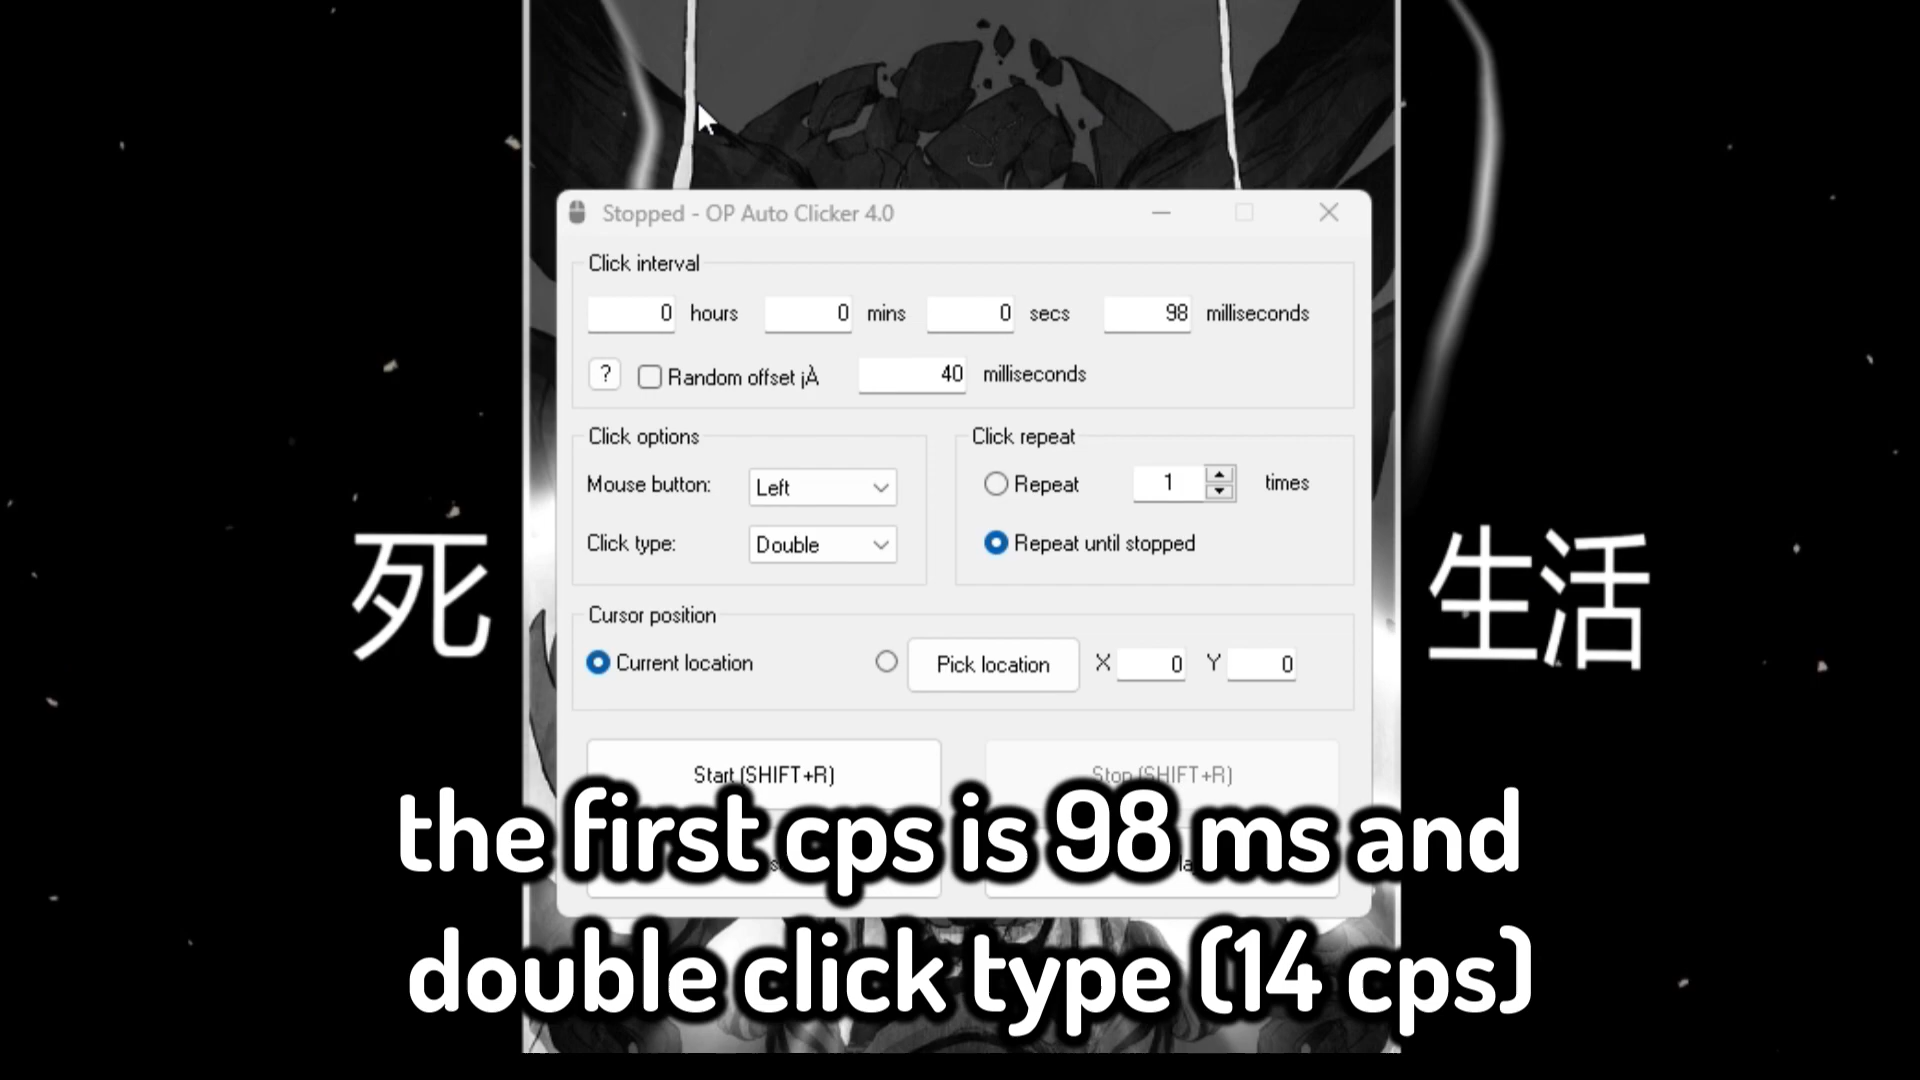 Stopped - OP Auto Clicker 4.0
Click interval
0 hours 0 mins 0 secs 98 milliseconds
? Random offset ¡À 40 milliseconds
Click options
Mouse button: Left
Click type: Double
Click repeat
Repeat 1 times
Repeat until stopped
Cursor position
Current location Pick location X 0 Y 0
Start (SHIFT+R) Stop (SHIFT+R)
死
生活
the first cps is 98 ms and
double click type (14 cps)